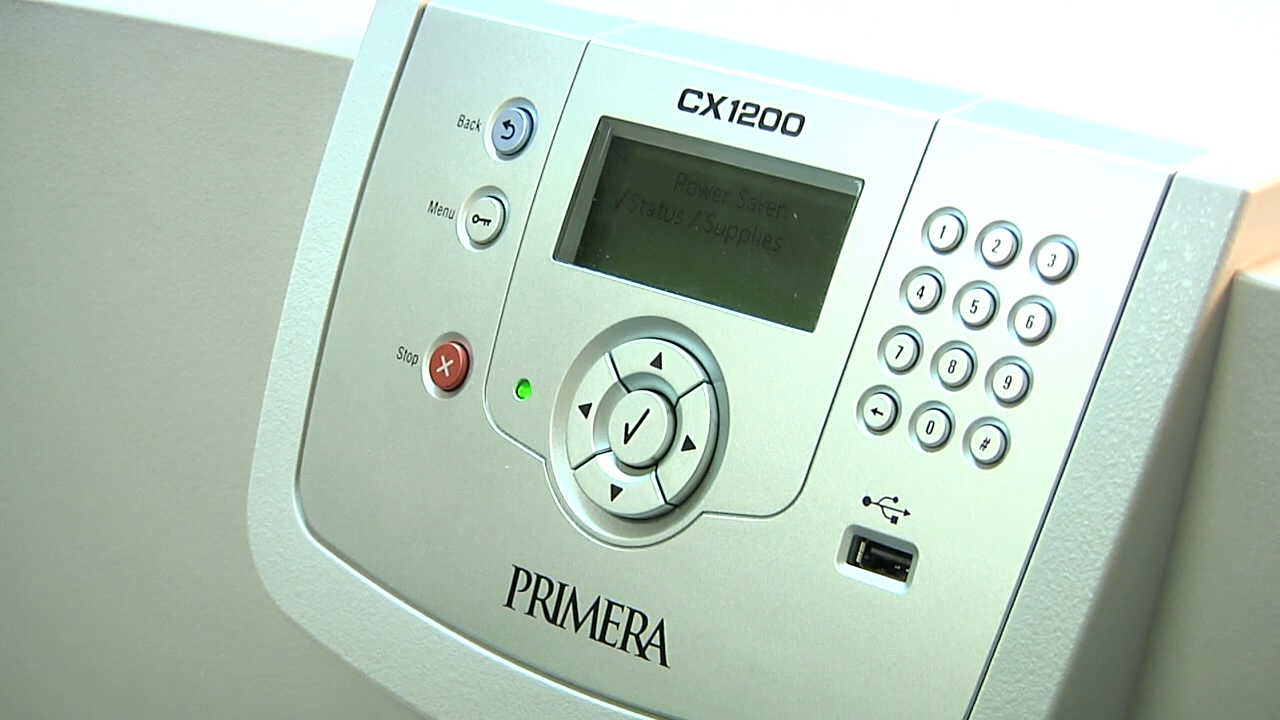 CX1200
Back
Menu
Stop
Power Saver.
✓Status / Supplies
1 2 3
4 5 6
7 8 9
← 0 #
PRIMERA